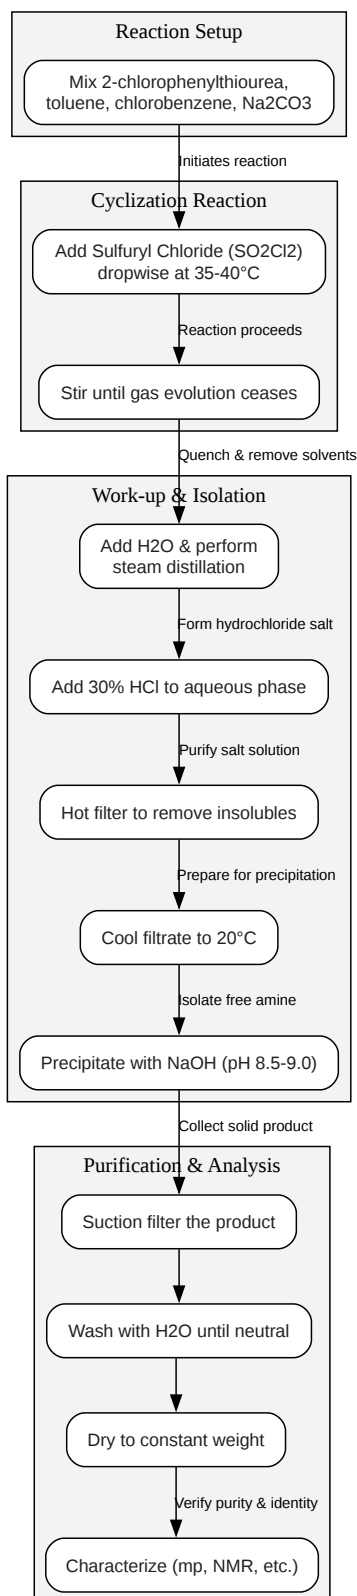 Reaction Setup
Mix 2-chlorophenylthiourea,
toluene, chlorobenzene, Na2CO3
Initiates reaction
Cyclization Reaction
Add Sulfuryl Chloride (SO2Cl2)
dropwise at 35-40°C
Reaction proceeds
Stir until gas evolution ceases
Quench & remove solvents
Work-up & Isolation
Add H2O & perform
steam distillation
Form hydrochloride salt
Add 30% HCl to aqueous phase
Purify salt solution
Hot filter to remove insolubles
Prepare for precipitation
Cool filtrate to 20°C
Isolate free amine
Precipitate with NaOH (pH 8.5-9.0)
Collect solid product
Purification & Analysis
Suction filter the product
Wash with H2O until neutral
Dry to constant weight
Verify purity & identity
Characterize (mp, NMR, etc.)